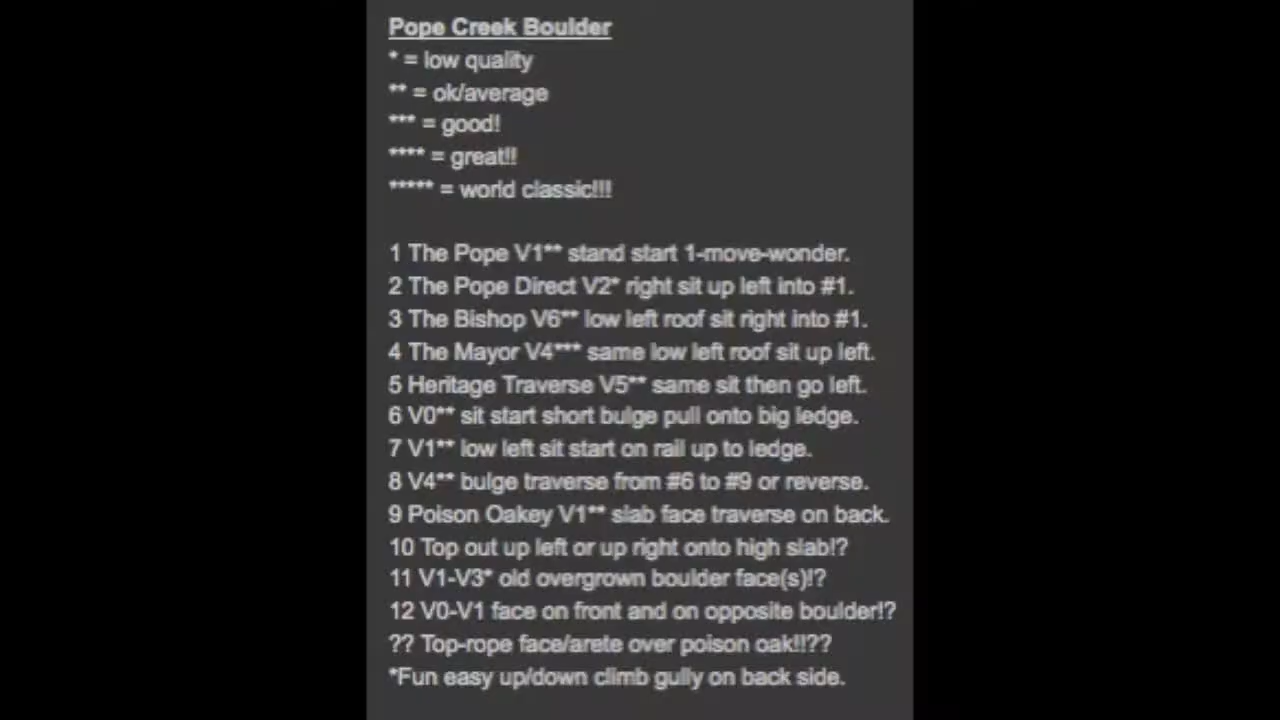 Pope Creek Boulder
* = low quality
** = ok/average
*** = good!
**** = great!!
***** = world classic!!!
1 The Pope V1** stand start 1-move-wonder.
2 The Pope Direct V2* right sit up left into #1.
3 The Bishop V6** low left roof sit right into #1.
4 The Mayor V4*** same low left roof sit up left.
5 Heritage Traverse V5** same sit then go left.
6 V0** sit start short bulge pull onto big ledge.
7 V1** low left sit start on rail up to ledge.
8 V4** bulge traverse from #6 to #9 or reverse.
9 Poison Oakey V1** slab face traverse on back.
10 Top out up left or up right onto high slab!?
11 V1-V3* old overgrown boulder face(s)!?
12 V0-V1 face on front and on opposite boulder!?
?? Top-rope face/arete over poison oak!!??
*Fun easy up/down climb gully on back side.